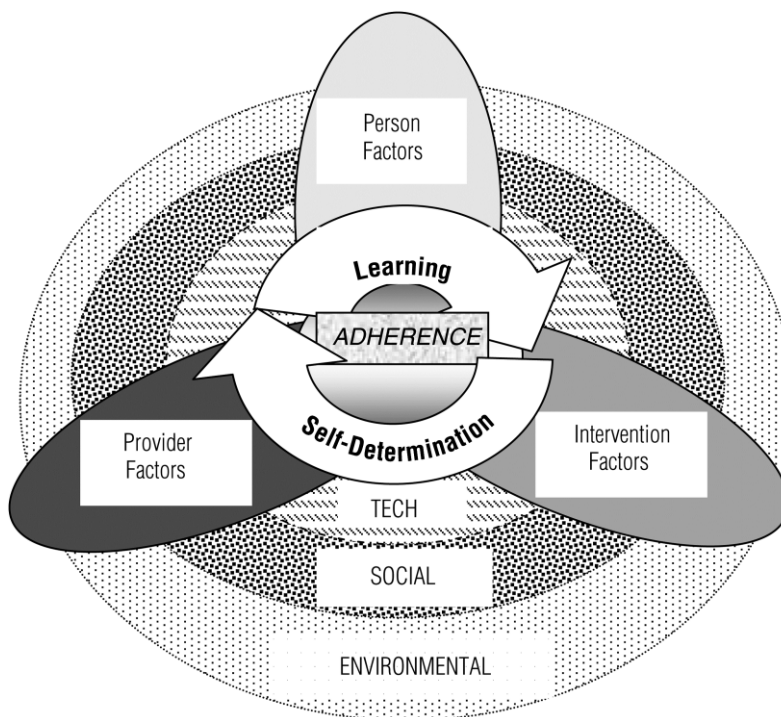 Person
Factors
Learning
ADHERENCE
Self-Determination
Provider
Factors
Intervention
Factors
TECH
SOCIAL
ENVIRONMENTAL